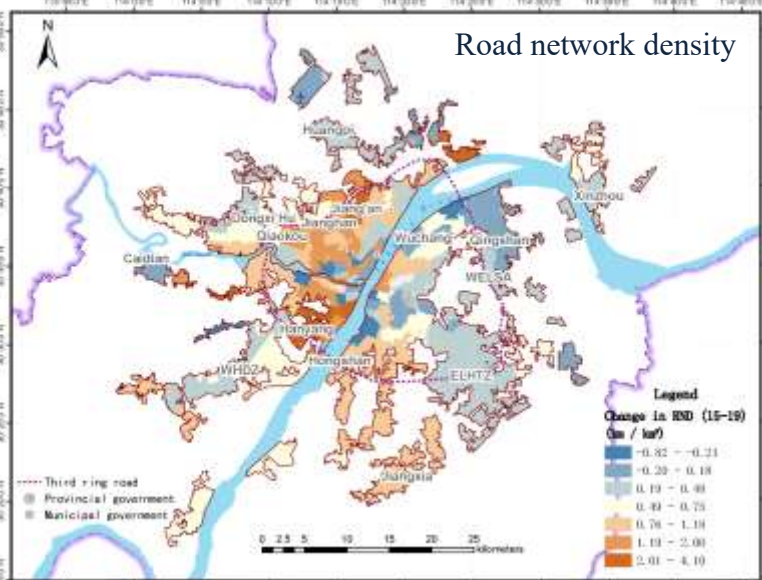 Road network density
N
Huangpi
Xinzhou
Jiang'an
Dongxi Hu
Jianghan
Qiaokou
Wuchang
Qingshan
Caidian
WELSA
Hanyang
Hongshan
WHDZ
ELHTZ
Jiangxia
Legend
Change in RND (15-19)
(km / km²)
-0.82 - -0.21
-0.20 - 0.18
0.19 - 0.48
0.49 - 0.75
0.76 - 1.18
1.19 - 2.00
2.01 - 4.10
Third ring road
Provincial government
Municipal government
0 2.5 5 10 15 20 25
kilometers